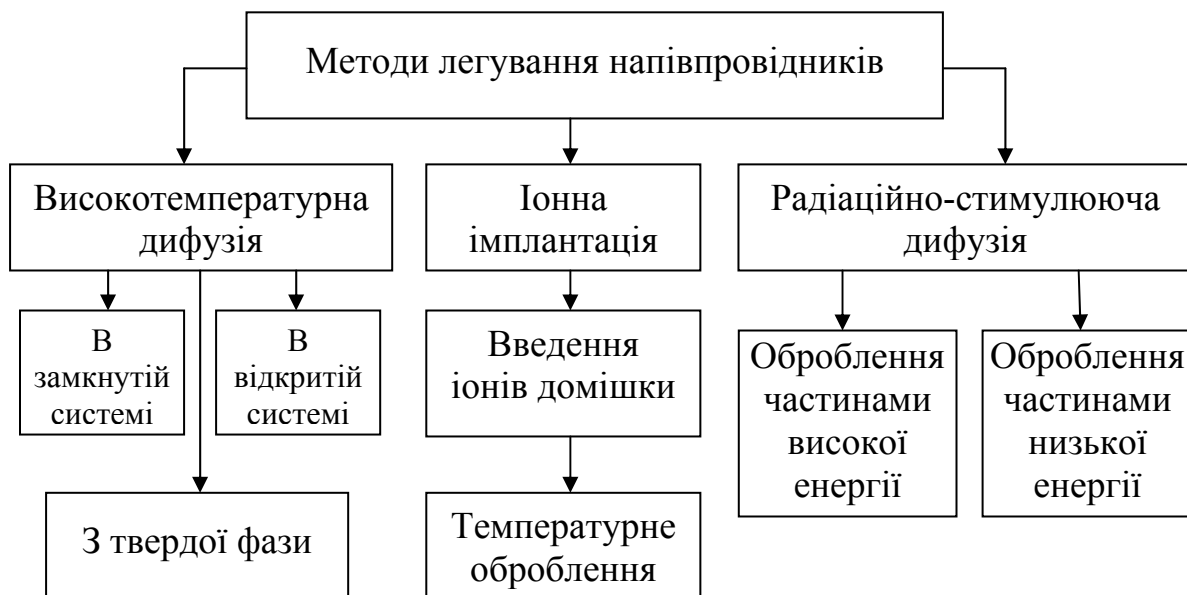 Методи легування напівпровідників
Високотемпературна
дифузія
Іонна
імплантація
Радіаційно-стимулююча
дифузія
В
замкнутій
системі
В
відкритій
системі
Введення
іонів домішки
Оброблення
частинами
високої
енергії
Оброблення
частинами
низької
енергії
З твердої фази
Температурне
оброблення